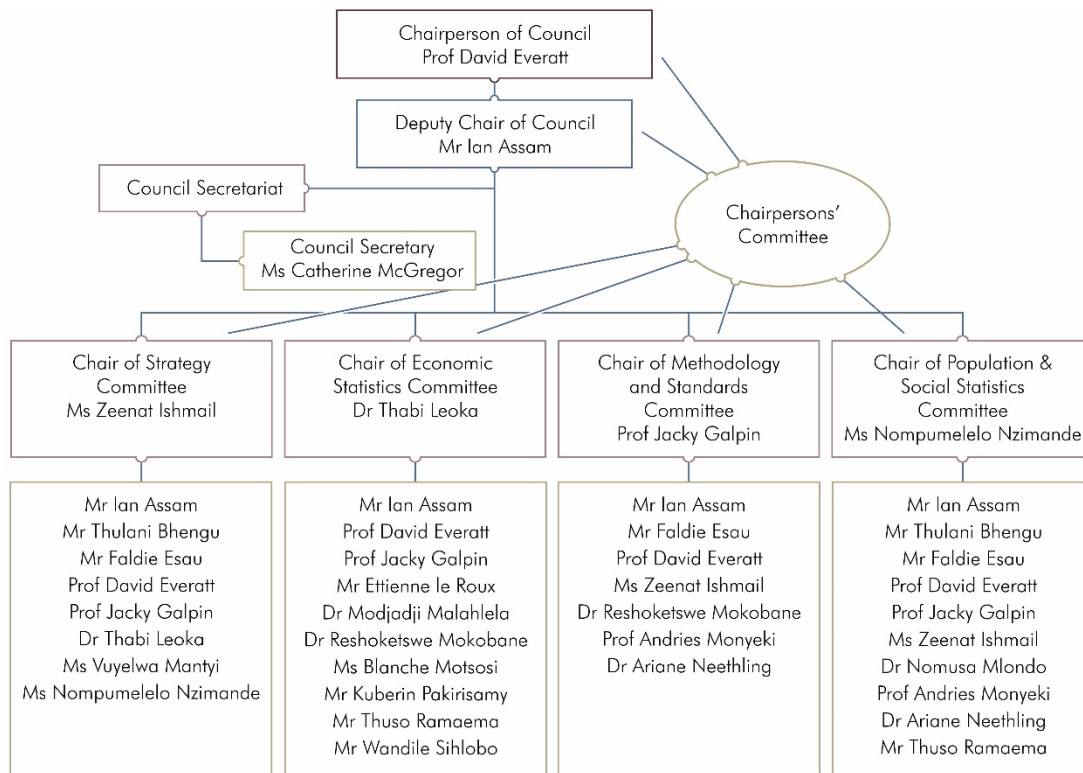 Chairperson of Council
Prof David Everatt
Deputy Chair of Council
Mr Ian Assam
Council Secretariat
Chairpersons'
Committee
Council Secretary
Ms Catherine McGregor
Chair of Strategy
Committee
Ms Zeenat Ishmail
Chair of Economic
Statistics Committee
Dr Thabi Leoka
Chair of Methodology
and Standards
Committee
Prof Jacky Galpin
Chair of Population &
Social Statistics
Committee
Ms Nompumelelo Nzimande
Mr Ian Assam
Mr Thulani Bhengu
Mr Faldie Esau
Prof David Everatt
Prof Jacky Galpin
Dr Thabi Leoka
Ms Vuyelwa Mantyi
Ms Nompumelelo Nzimande
Mr Ian Assam
Prof David Everatt
Prof Jacky Galpin
Mr Ettienne le Roux
Dr Modjadji Malahlela
Dr Reshoketswe Mokobane
Ms Blanche Motsosi
Mr Kuberin Pakirisamy
Mr Thuso Ramaema
Mr Wandile Sihlobo
Mr Ian Assam
Mr Faldie Esau
Prof David Everatt
Ms Zeenat Ishmail
Dr Reshoketswe Mokobane
Prof Andries Monyeki
Dr Ariane Neethling
Mr Ian Assam
Mr Thulani Bhengu
Mr Faldie Esau
Prof David Everatt
Prof Jacky Galpin
Ms Zeenat Ishmail
Dr Nomusa Mlondo
Prof Andries Monyeki
Dr Ariane Neethling
Mr Thuso Ramaema